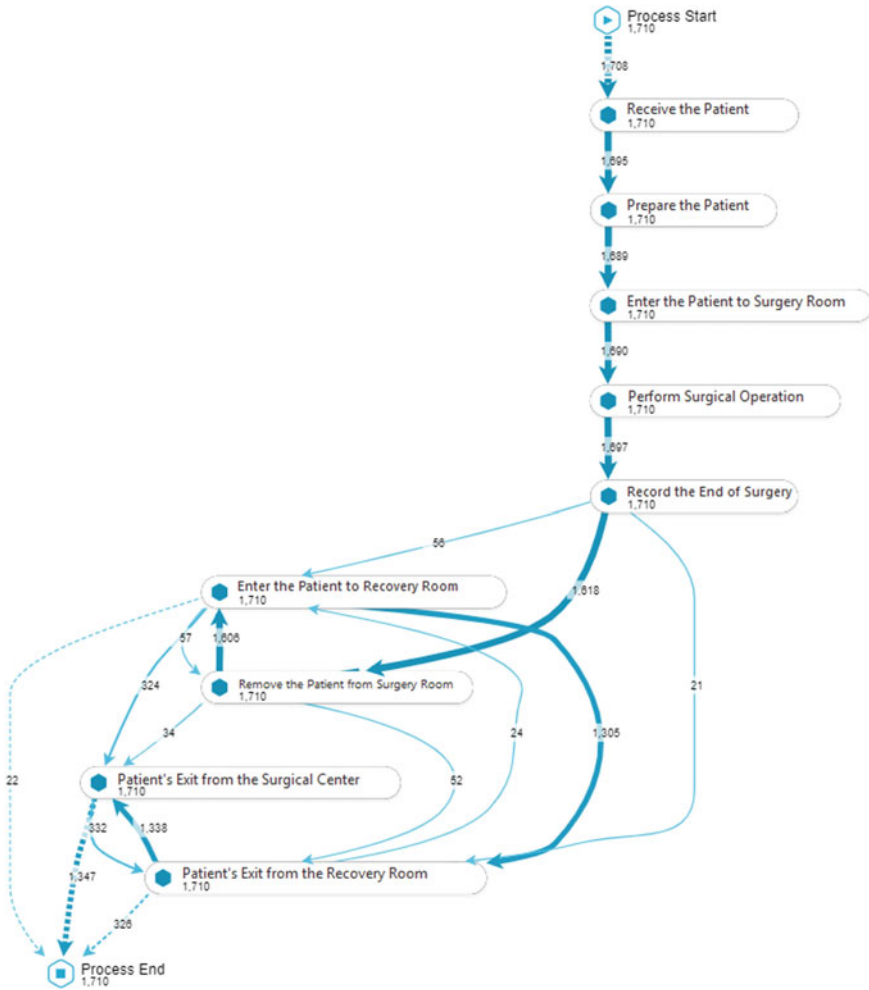 Process Start
1,710
1,708
Receive the Patient
1,710
1,695
Prepare the Patient
1,710
1,689
Enter the Patient to Surgery Room
1,710
1,690
Perform Surgical Operation
1,710
1,697
Record the End of Surgery
1,710
56
1,618
Enter the Patient to Recovery Room
1,710
57
1,606
21
324
Remove the Patient from Surgery Room
1,710
34
24
1,305
22
52
Patient's Exit from the Surgical Center
1,710
332
1,338
Patient's Exit from the Recovery Room
1,710
1,347
326
Process End
1,710